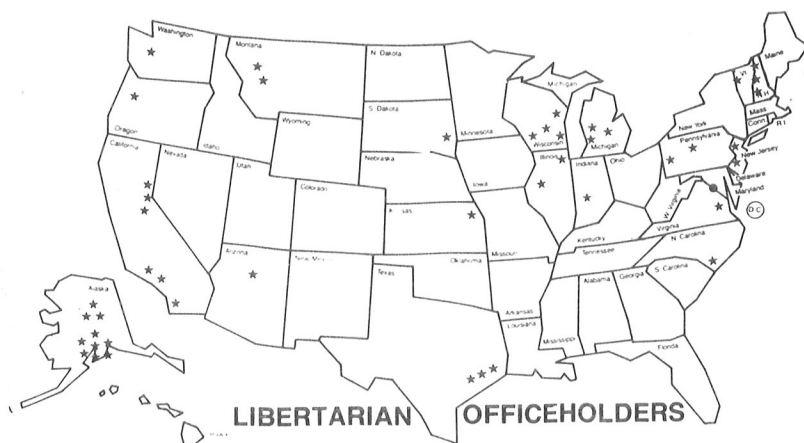 Washington
Montana
N. Dakota
Maine
Vt
Michigan
S. Dakota
Minnesota
Wyoming
Oregon
Idaho
Wisconsin
Michigan
New York
Mass
Conn
R I
California
Nevada
Utah
Colorado
Nebraska
Iowa
Illinois
Indiana
Ohio
Pennsylvania
New Jersey
Delaware
Maryland
D C
W. Virginia
Virginia
Kentucky
Tennessee
N. Carolina
S. Carolina
Missouri
Arizona
Texas
Oklahoma
Arkansas
Louisiana
Mississippi
Alabama
Georgia
Florida
Alaska
LIBERTARIAN OFFICEHOLDERS